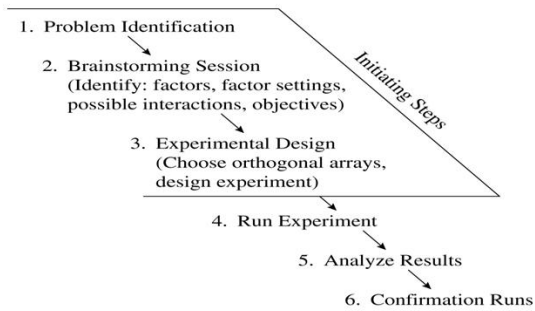 1. Problem Identification
2. Brainstorming Session
(Identify: factors, factor settings,
possible interactions, objectives)
Initiating Steps
3. Experimental Design
(Choose orthogonal arrays,
design experiment)
4. Run Experiment
5. Analyze Results
6. Confirmation Runs